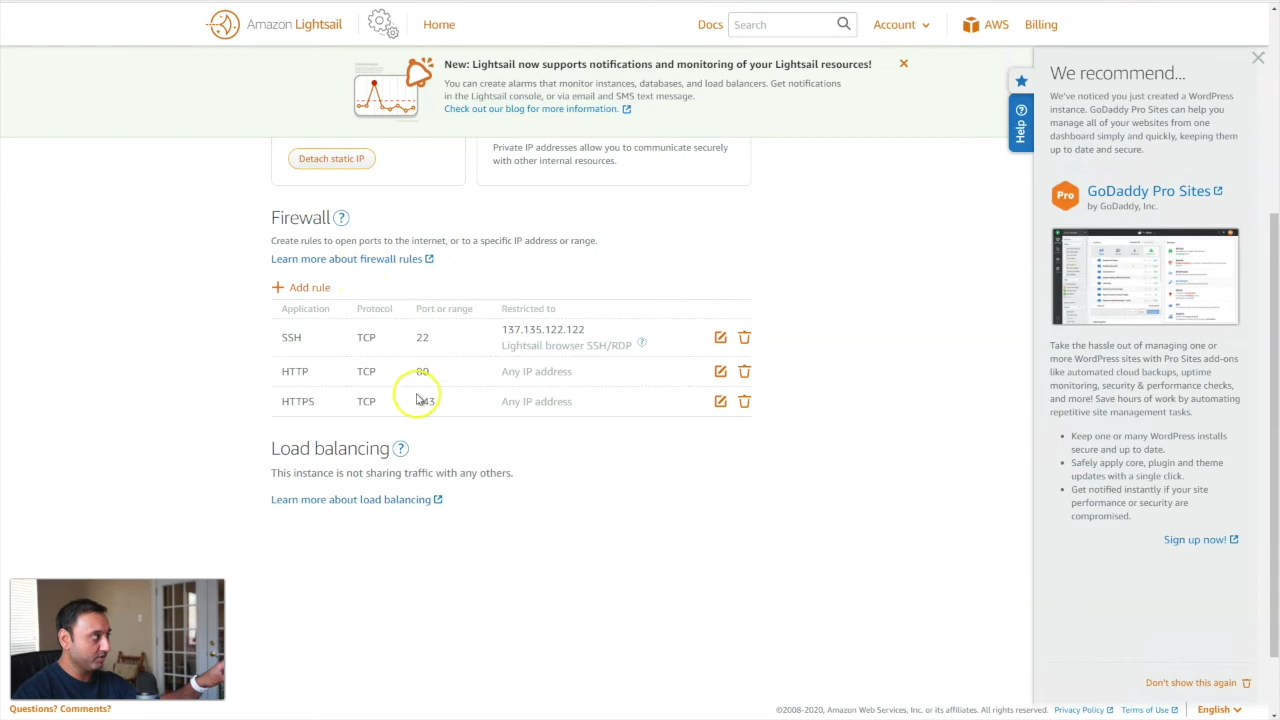 Amazon Lightsail
Home
Docs
Search
Account
AWS
Billing
New: Lightsail now supports notifications and monitoring of your Lightsail resources!
You can create alarms that monitor instances, databases, and load balancers. Get notifications
in the Lightsail console, or via email and SMS text message.
Check out our blog for more information.
Detach static IP
Private IP addresses allow you to communicate securely
with other internal resources.
Firewall
Create rules to open ports to the internet, or to a specific IP address or range.
Learn more about firewall rules
Add rule
Application Protocol Port or range Restricted to
SSH TCP 22 137.135.122.122
Lightsail browser SSH/RDP
HTTP TCP 80 Any IP address
HTTPS TCP Any IP address
Load balancing
This instance is not sharing traffic with any others.
Learn more about load balancing
Help
We recommend...
We've noticed you just created a WordPress
instance. GoDaddy Pro Sites can help you
manage all of your websites from one
dashboard simply and quickly, keeping them
up to date and secure.
Pro
GoDaddy Pro Sites
by GoDaddy, Inc.
Take the hassle out of managing one or
more WordPress sites with Pro Sites add-ons
like automated cloud backups, uptime
monitoring, security & performance checks,
and more! Save hours of work by automating
repetitive site management tasks.
Keep one or many WordPress installs
secure and up to date.
Safely apply core, plugin and theme
updates with a single click.
Get notified instantly if your site
performance or security are
compromised.
Sign up now!
Don't show this again
Questions? Comments?
©2008-2020, Amazon Web Services, Inc. or its affiliates. All rights reserved.
Privacy Policy
Terms of Use
English